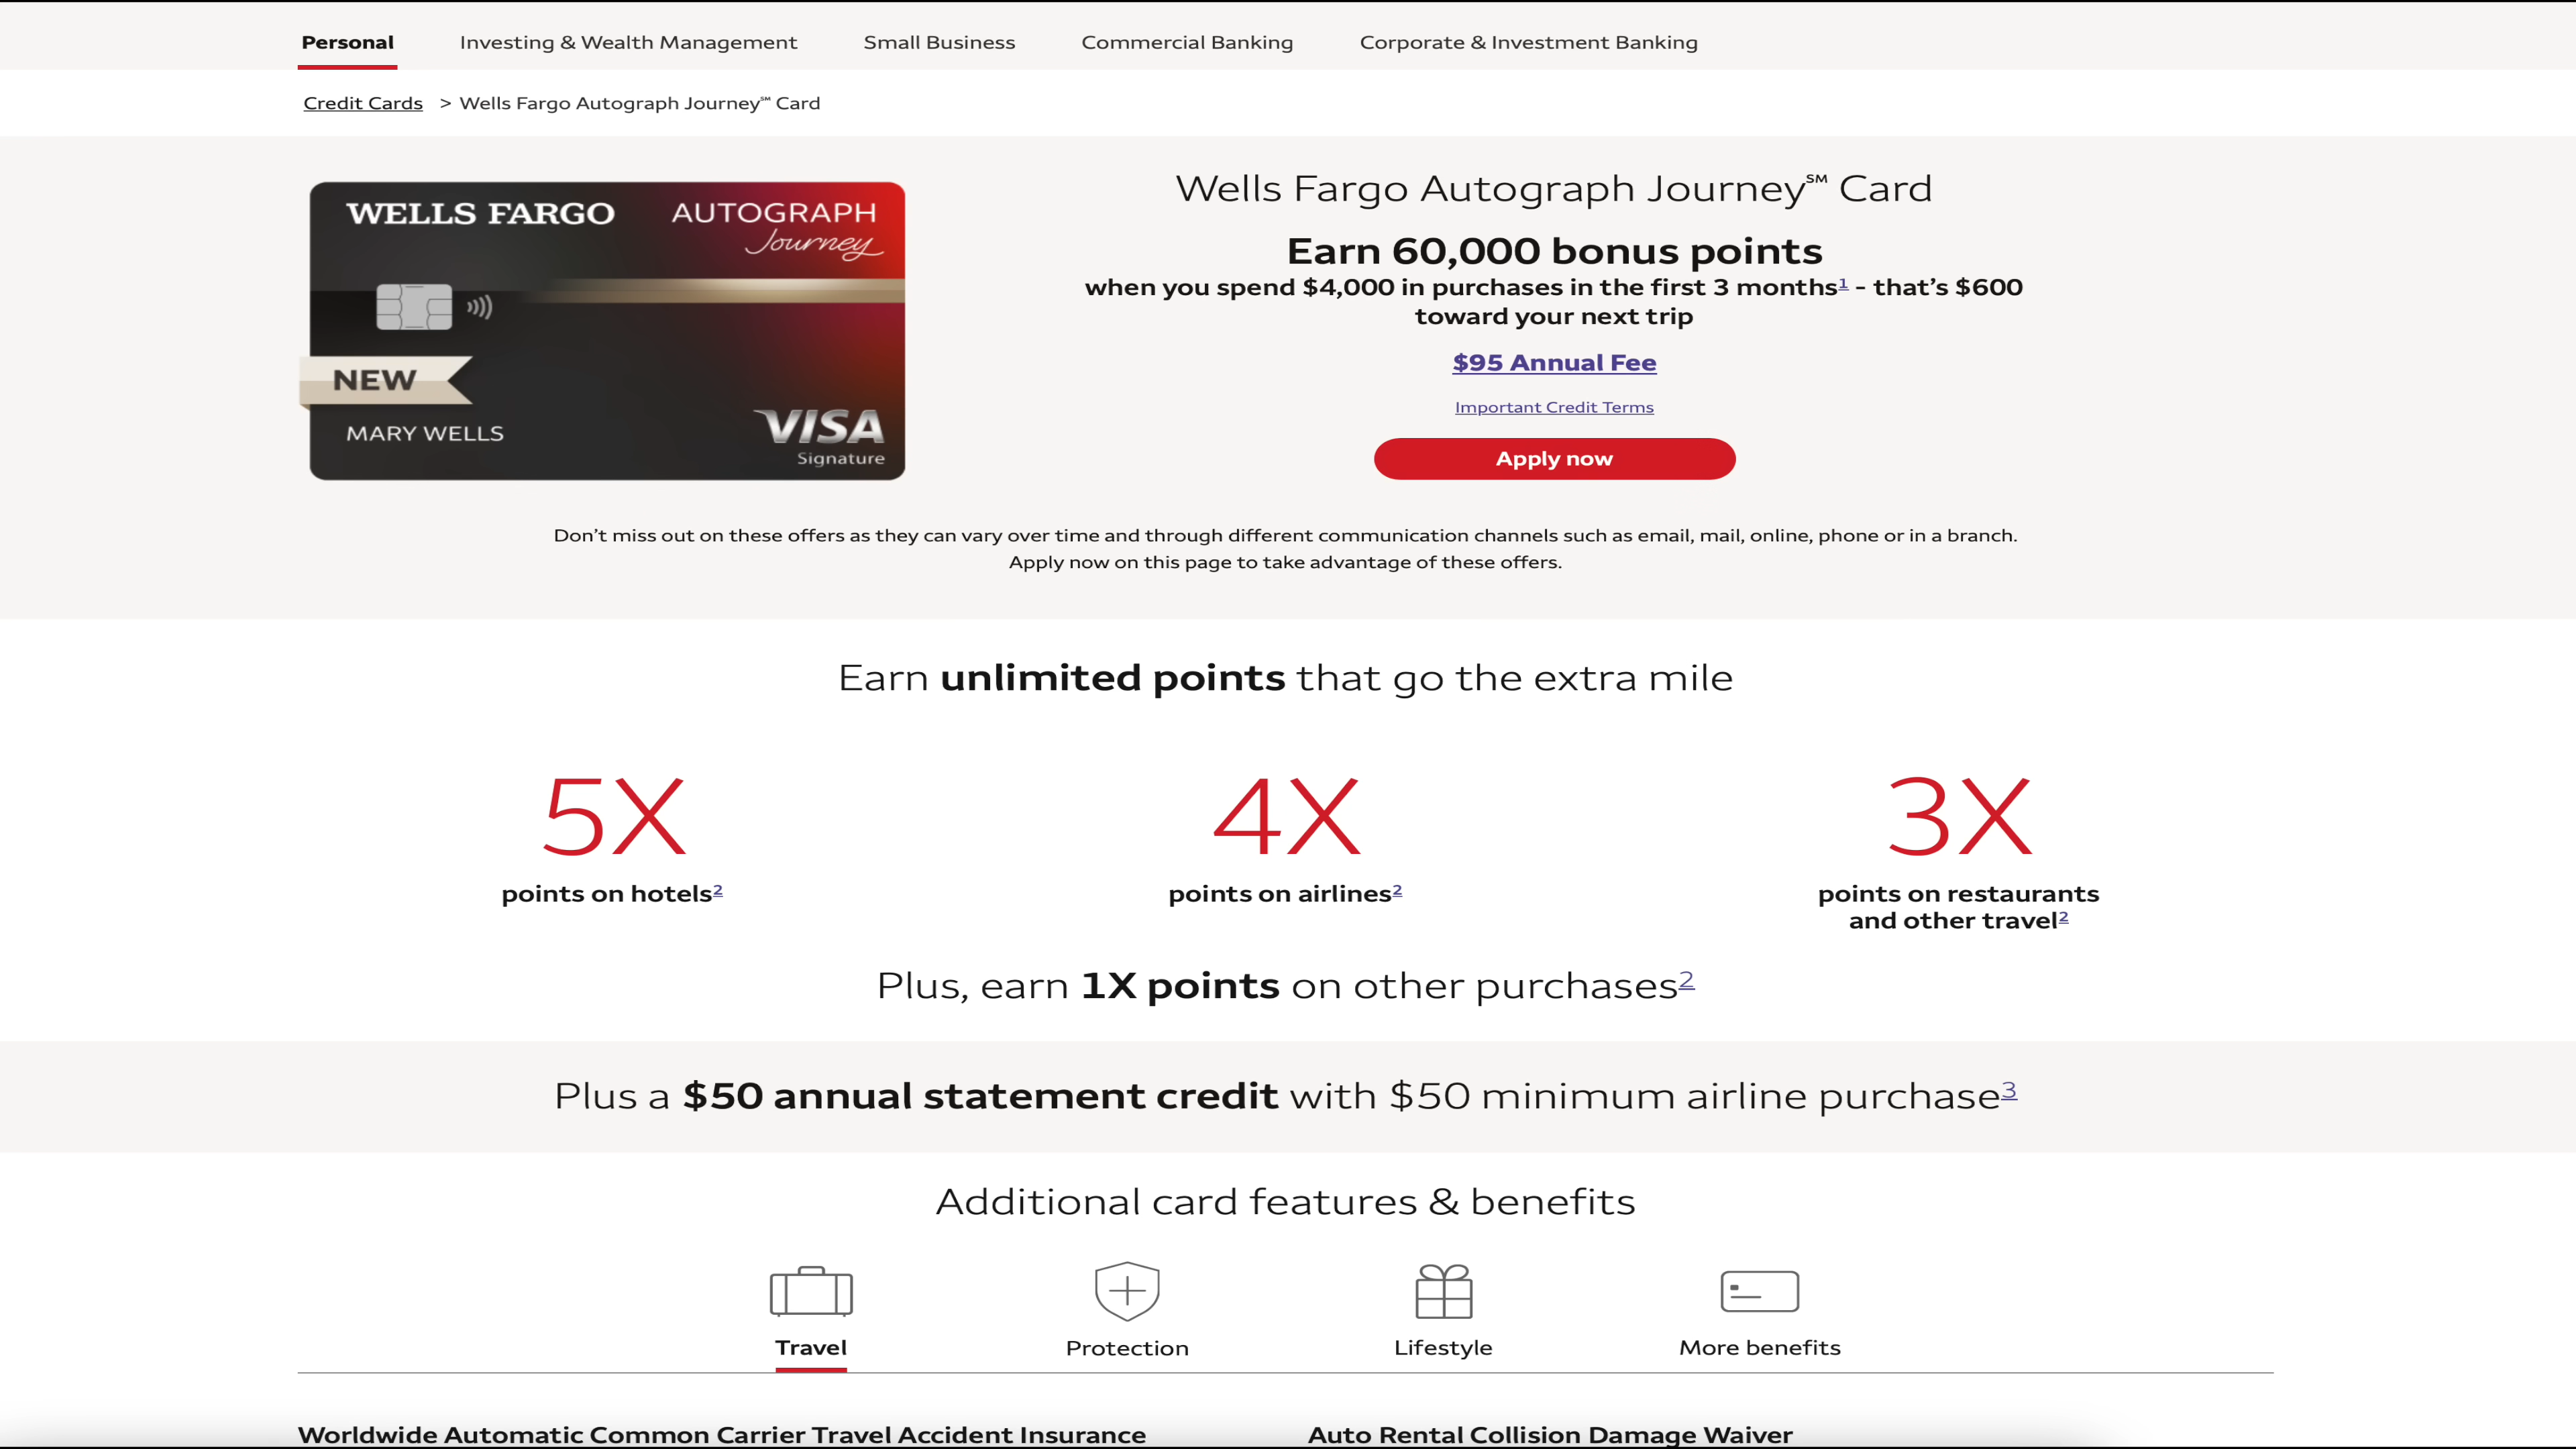 Personal Investing & Wealth Management Small Business Commercial Banking Corporate & Investment Banking
Credit Cards > Wells Fargo Autograph Journey℠ Card
WELLS FARGO AUTOGRAPH
Journey
NEW
MARY WELLS
VISA
Signature
Wells Fargo Autograph Journey℠ Card
Earn 60,000 bonus points
when you spend $4,000 in purchases in the first 3 months¹ - that’s $600
toward your next trip
$95 Annual Fee
Important Credit Terms
Apply now
Don’t miss out on these offers as they can vary over time and through different communication channels such as email, mail, online, phone or in a branch.
Apply now on this page to take advantage of these offers.
Earn unlimited points that go the extra mile
5X
points on hotels²
4X
points on airlines²
3X
points on restaurants
and other travel²
Plus, earn 1X points on other purchases²
Plus a $50 annual statement credit with $50 minimum airline purchase³
Additional card features & benefits
Travel Protection Lifestyle More benefits
Worldwide Automatic Common Carrier Travel Accident Insurance
Auto Rental Collision Damage Waiver